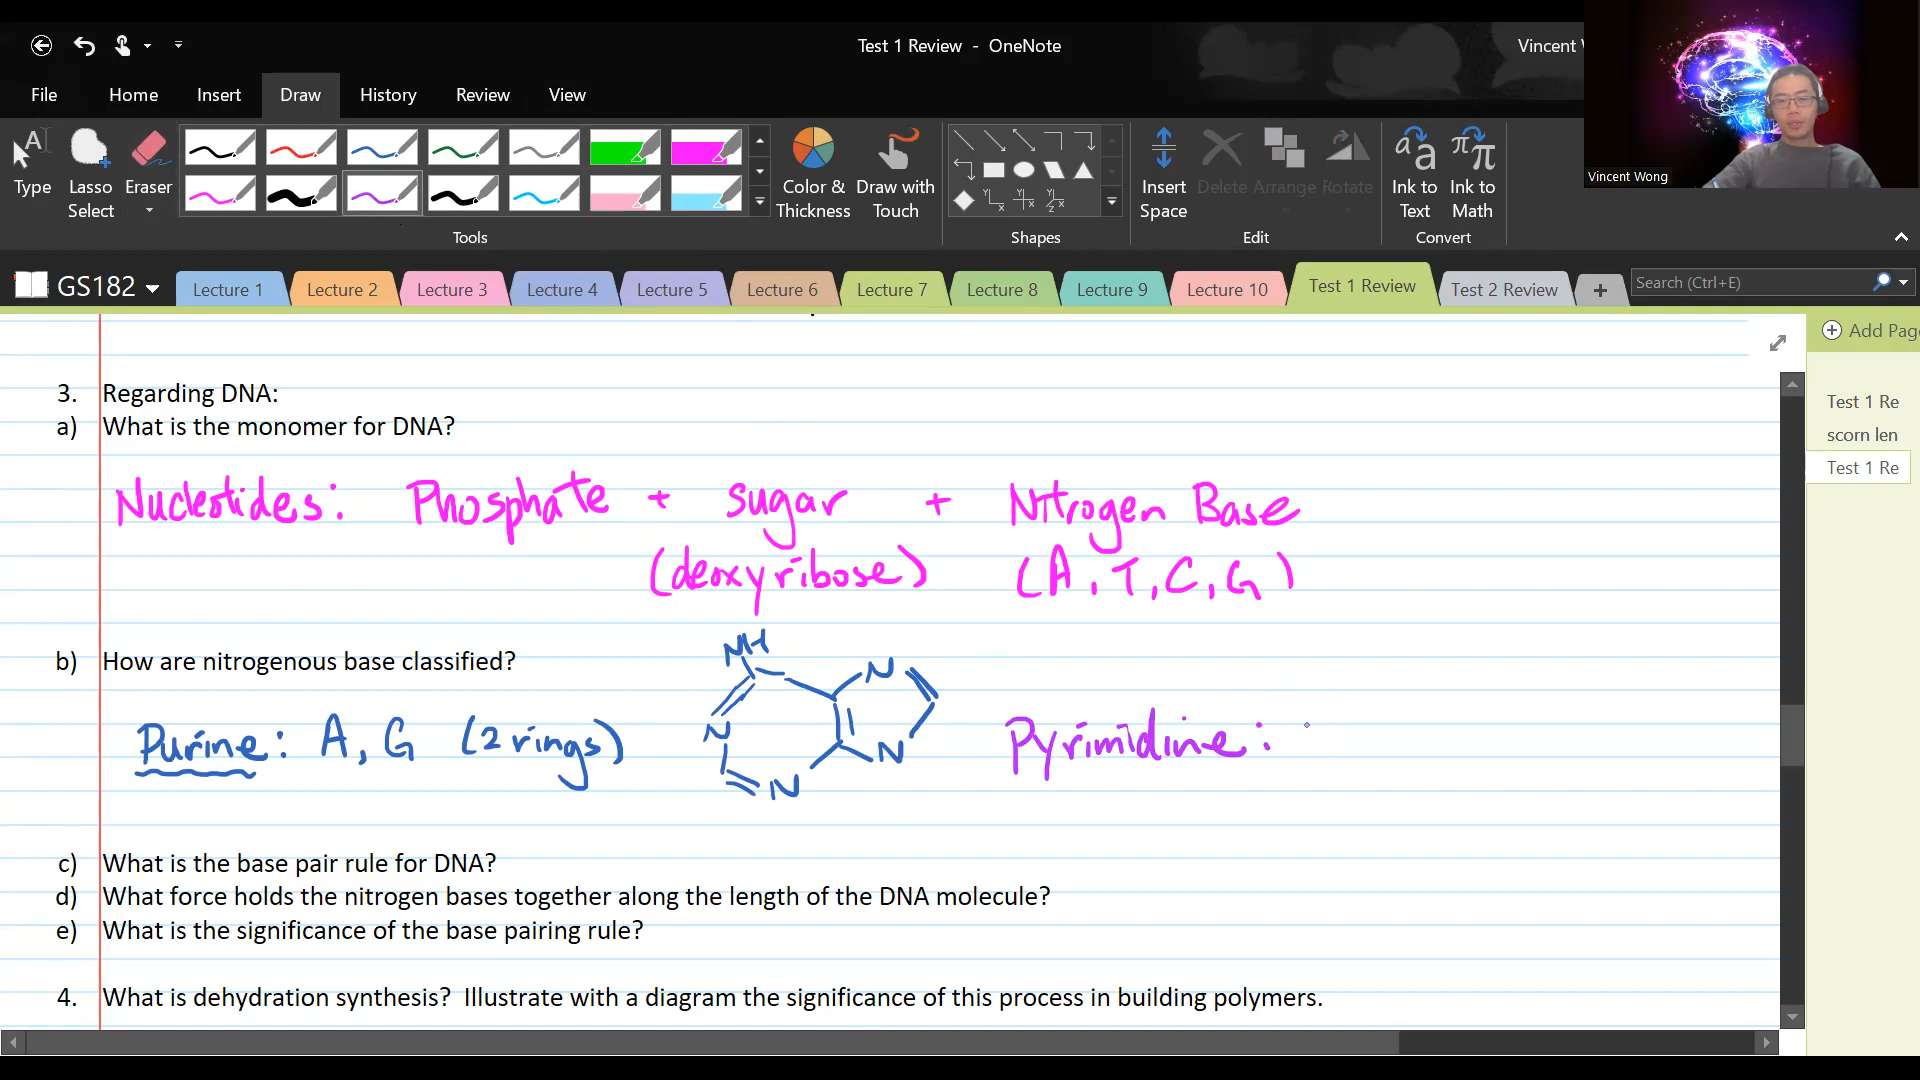 Test 1 Review - OneNote
Vincent W
File Home Insert Draw History Review View
Type
Lasso Select
Eraser
Color & Thickness
Draw with Touch
Insert Space
Delete Arrange Rotate
Ink to Text
Ink to Math
Tools Shapes Edit Convert
Vincent Wong
GS182 Lecture 1 Lecture 2 Lecture 3 Lecture 4 Lecture 5 Lecture 6 Lecture 7 Lecture 8 Lecture 9 Lecture 10 Test 1 Review Test 2 Review + Search (Ctrl+E)
Add Pag
Test 1 Re
scorn len
Test 1 Re
3. Regarding DNA:
a) What is the monomer for DNA?
Nucleotides: Phosphate + sugar + Nitrogen Base
(deoxyribose) (A, T, C, G)
b) How are nitrogenous base classified?
NH
N
N
N
N
Purine: A, G (2 rings)
Pyrimidine:
c) What is the base pair rule for DNA?
d) What force holds the nitrogen bases together along the length of the DNA molecule?
e) What is the significance of the base pairing rule?
4. What is dehydration synthesis? Illustrate with a diagram the significance of this process in building polymers.